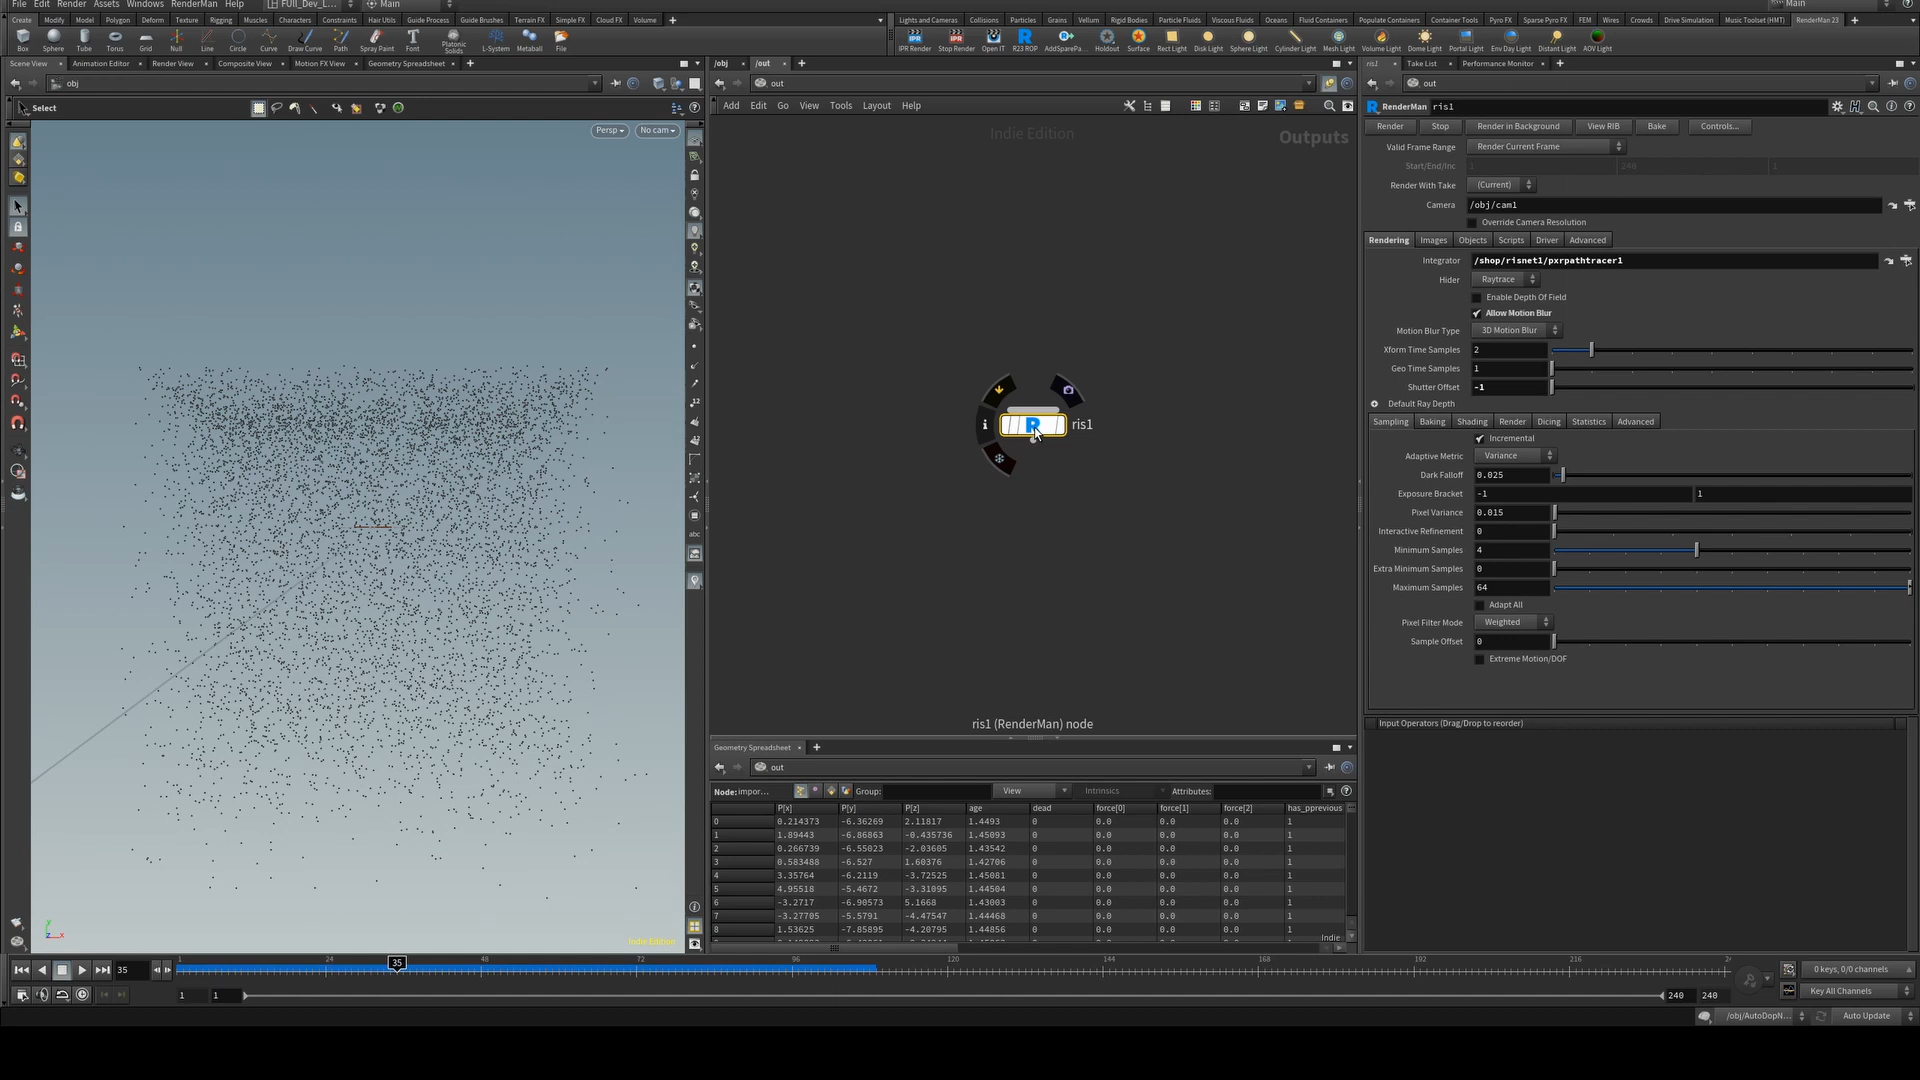 File Edit Render Assets Windows RenderMan Help FUll_Dev_L... Main Main
Create Modify Model Polygon Deform Texture Rigging Muscles Characters Constraints Hair Utils Guide Process Guide Brushes Terrain FX Simple FX Cloud FX Volume
Box Sphere Tube Torus Grid Null Line Circle Curve Draw Curve Path Spray Paint Font Platonic Solids L-System Metaball File
Lights and Cameras Collisions Particles Grains Vellum Rigid Bodies Particle Fluids Viscous Fluids Oceans Fluid Containers Populate Containers Container Tools Pyro FX Sparse Pyro FX FEM Wires Crowds Drive Simulation Music Toolset (HMT) RenderMan 23
IPR Render Stop Render Open IT R23 ROP AddSparePa... Holdout Surface Rect Light Disk Light Sphere Light Cylinder Light Mesh Light Volume Light Dome Light Portal Light Env Day Light Distant Light AOV Light
Scene View Animation Editor Render View Composite View Motion FX View Geometry Spreadsheet
obj
Select
Persp No cam
abc
Indie Edition
/obj /out
out
Add Edit Go View Tools Layout Help
Indie Edition
Outputs
ris1
ris1 (RenderMan) node
Geometry Spreadsheet
out
Node: impor... Group: View Intrinsics Attributes:
P[x] P[y] P[z] age dead force[0] force[1] force[2] has_pprevious
0 0.214373 -6.36269 2.11817 1.4493 0 0.0 0.0 0.0 1
1 1.89443 -6.86863 -0.435736 1.45093 0 0.0 0.0 0.0 1
2 0.266739 -6.55023 -2.03605 1.43542 0 0.0 0.0 0.0 1
3 0.583488 -6.527 1.60376 1.42706 0 0.0 0.0 0.0 1
4 3.35764 -6.2119 -3.72525 1.45081 0 0.0 0.0 0.0 1
5 4.95518 -5.4672 -3.31095 1.44504 0 0.0 0.0 0.0 1
6 -3.2717 -6.90573 5.1668 1.43003 0 0.0 0.0 0.0 1
7 -3.27705 -5.5791 -4.47547 1.44468 0 0.0 0.0 0.0 1
8 1.53625 -7.85895 -4.20795 1.44856 0 0.0 0.0 0.0 1
Indie
ris1 Take List Performance Monitor
out
RenderMan ris1
Render Stop Render in Background View RIB Bake Controls...
Valid Frame Range Render Current Frame
Start/End/Inc 1 240 1
Render With Take (Current)
Camera /obj/cam1
Override Camera Resolution
Rendering Images Objects Scripts Driver Advanced
Integrator /shop/risnet1/pxrpathtracer1
Hider Raytrace
Enable Depth Of Field
Allow Motion Blur
Motion Blur Type 3D Motion Blur
Xform Time Samples 2
Geo Time Samples 1
Shutter Offset -1
Default Ray Depth
Sampling Baking Shading Render Dicing Statistics Advanced
Incremental
Adaptive Metric Variance
Dark Falloff 0.025
Exposure Bracket -1 1
Pixel Variance 0.015
Interactive Refinement 0
Minimum Samples 4
Extra Minimum Samples 0
Maximum Samples 64
Adapt All
Pixel Filter Mode Weighted
Sample Offset 0
Extreme Motion/DOF
Input Operators (Drag/Drop to reorder)
35 1 24 35 48 72 96 120 144 168 192 216 24
1 1 240 240
0 keys, 0/0 channels
Key All Channels
/obj/AutoDopN... Auto Update